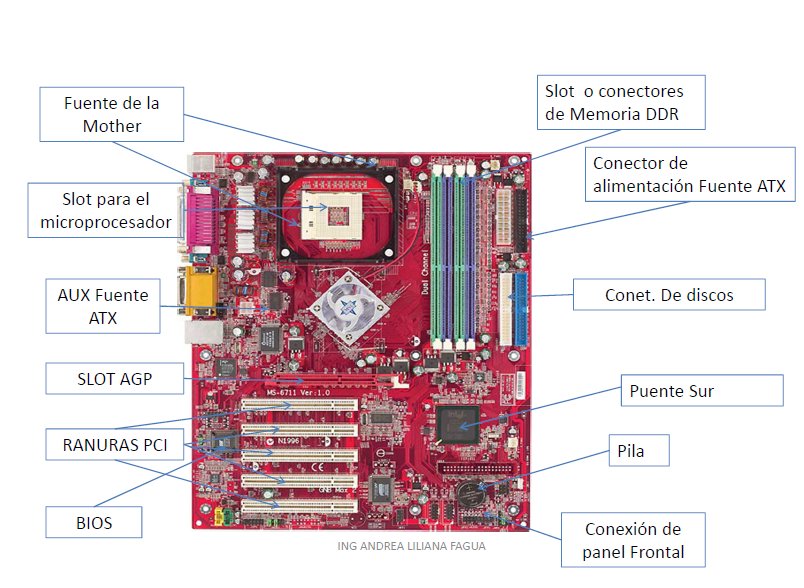 Fuente de la
Mother
Slot o conectores
de Memoria DDR
Conector de
alimentación Fuente ATX
Slot para el
microprocesador
AUX Fuente
ATX
Conet. De discos
Dual Channel
SLOT AGP
MS-6711 Ver:1.0
Puente Sur
RANURAS PCI
N1996
CE
Pila
BIOS
Conexión de
panel Frontal
ING ANDREA LILIANA FAGUA